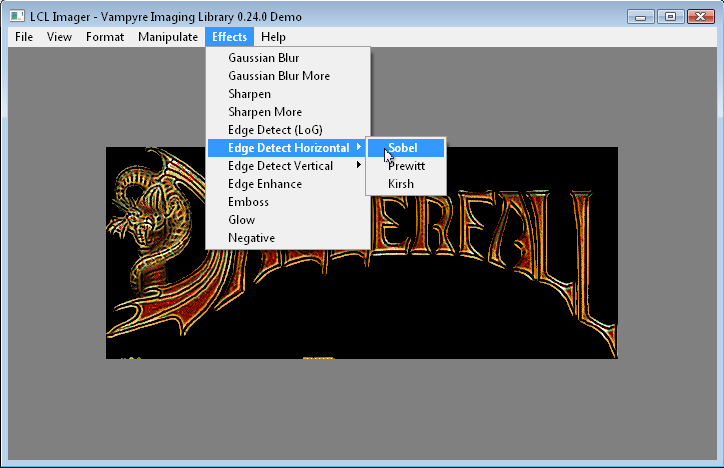 LCL Imager - Vampyre Imaging Library 0.24.0 Demo
File View Format Manipulate Effects Help
Gaussian Blur
Gaussian Blur More
Sharpen
Sharpen More
Edge Detect (LoG)
Edge Detect Horizontal
Edge Detect Vertical
Edge Enhance
Emboss
Glow
Negative
Sobel
Prewitt
Kirsh
ERFALL